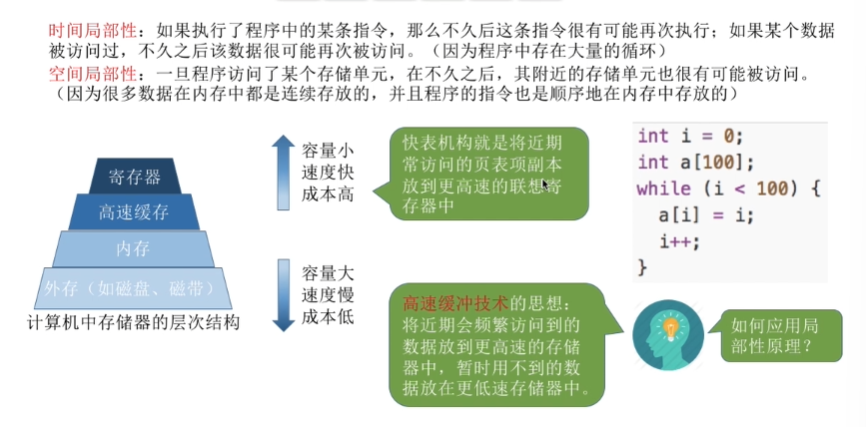 时间局部性：如果执行了程序中的某条指令，那么不久后这条指令很有可能再次执行；如果某个数据
被访问过，不久之后该数据很可能再次被访问。（因为程序中存在大量的循环）
空间局部性：一旦程序访问了某个存储单元，在不久之后，其附近的存储单元也很有可能被访问。
（因为很多数据在内存中都是连续存放的，并且程序的指令也是顺序地在内存中存放的）
寄存器
高速缓存
内存
外存（如磁盘、磁带）
计算机中存储器的层次结构
容量小
速度快
成本高
容量大
速度慢
成本低
快表机构就是将近期
常访问的页表项副本
放到更高速的联想寄
存器中
高速缓冲技术的思想：
将近期会频繁访问到的
数据放到更高速的存储
器中，暂时用不到的数
据放在更低速存储器中。
int i = 0;
int a[100];
while (i < 100) {
a[i] = i;
i++;
}
如何应用局
部性原理？